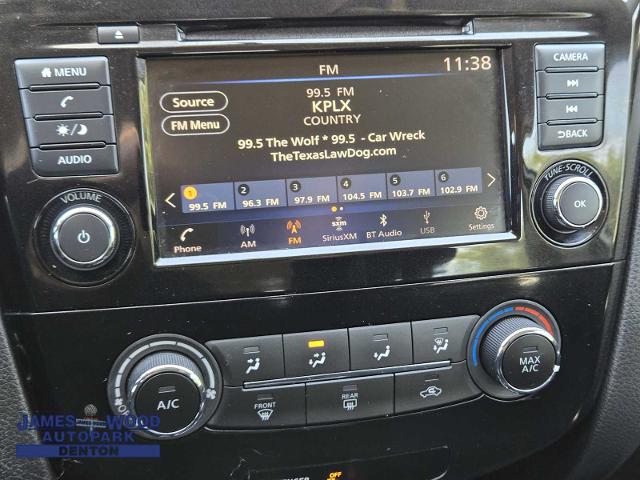 MENU
AUDIO
VOLUME
FM
11:38
Source
FM Menu
99.5 FM
KPLX
COUNTRY
99.5 The Wolf * 99.5 - Car Wreck
TheTexasLawDog.com
1 2 3 4 5 6
99.5 FM 96.3 FM 97.9 FM 104.5 FM 103.7 FM 102.9 FM
Phone AM FM SiriusXM BT Audio USB Settings
sxm
CAMERA
BACK
TUNE•SCROLL
OK
A/C
FRONT
REAR
MAX
A/C
OFF
JAMES WOOD
AUTOPARK
DENTON